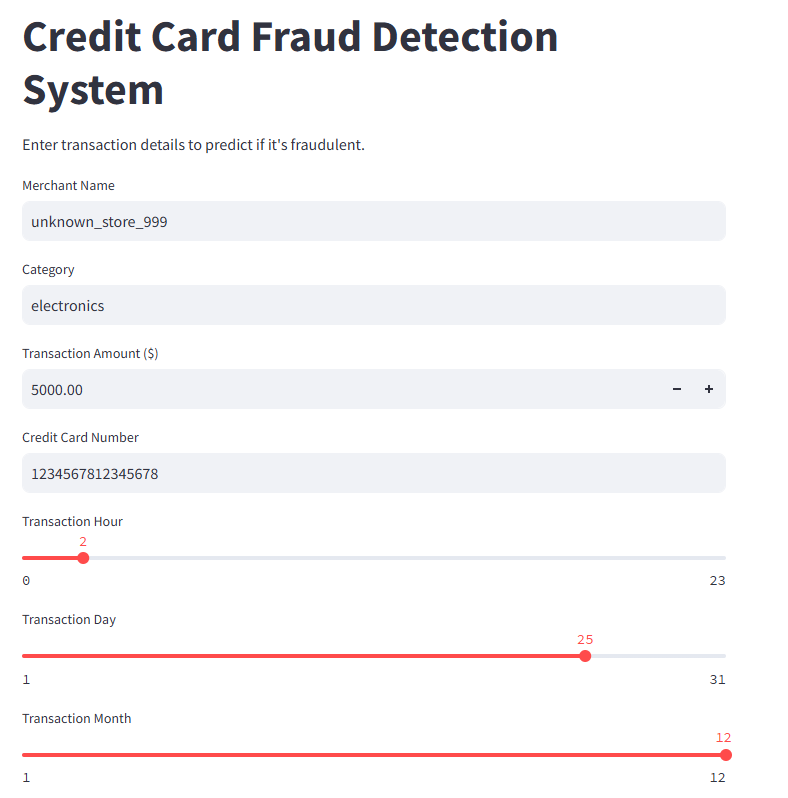 Credit Card Fraud Detection
System
Enter transaction details to predict if it's fraudulent.
Merchant Name
unknown_store_999
Category
electronics
Transaction Amount ($)
5000.00
− +
Credit Card Number
1234567812345678
Transaction Hour
2
0 23
Transaction Day
25
1 31
Transaction Month
12
1 12